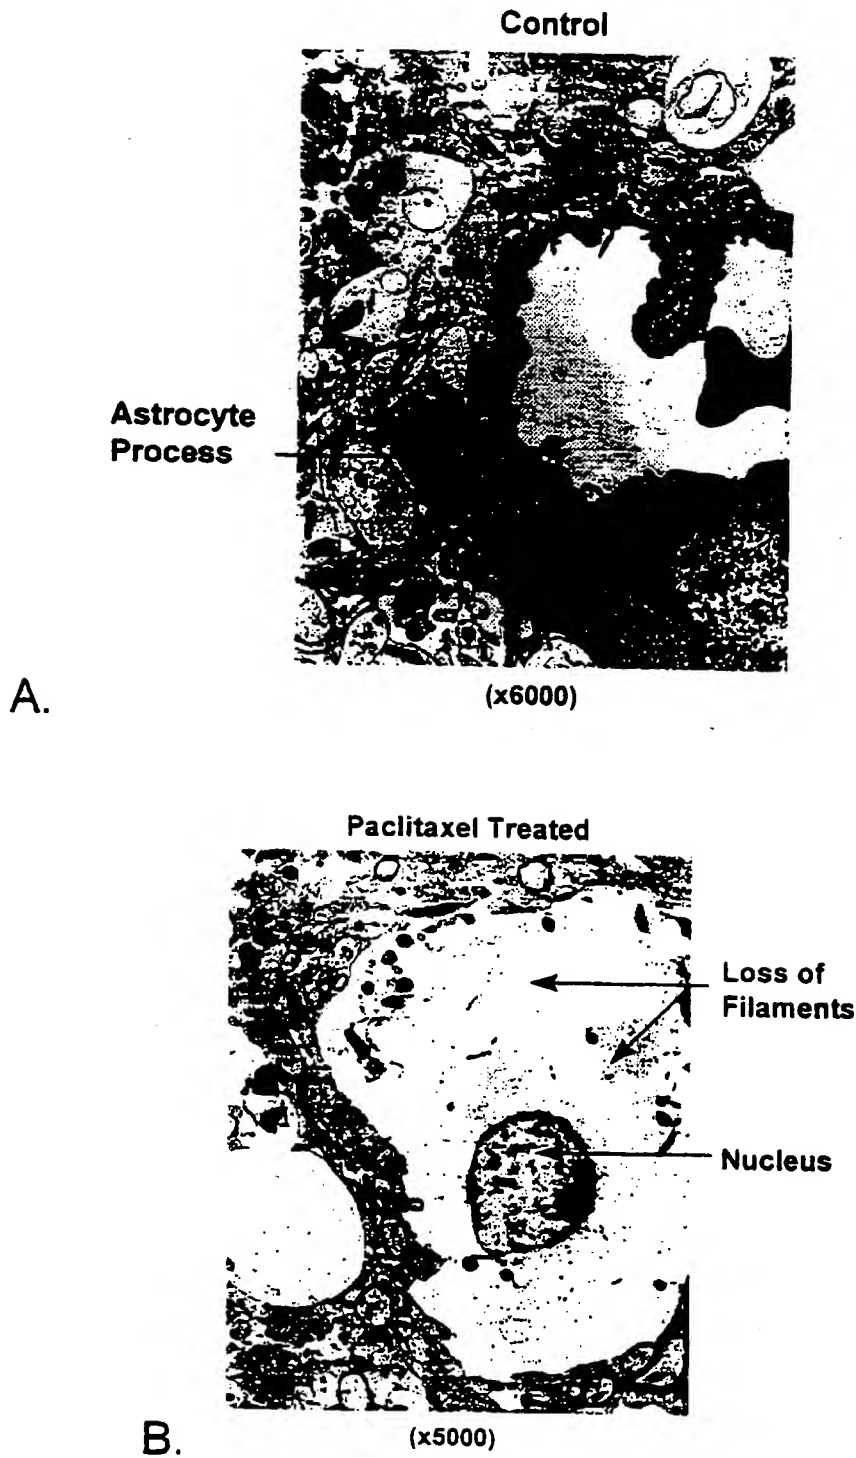 Control
Astrocyte
Process
A.
(x6000)
Paclitaxel Treated
Loss of
Filaments
Nucleus
B.
(x5000)